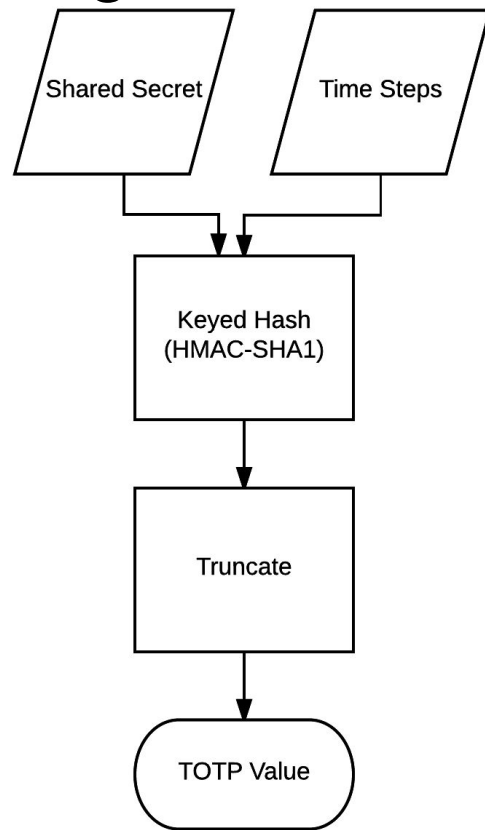 Shared Secret
Time Steps
Keyed Hash
(HMAC-SHA1)
Truncate
TOTP Value